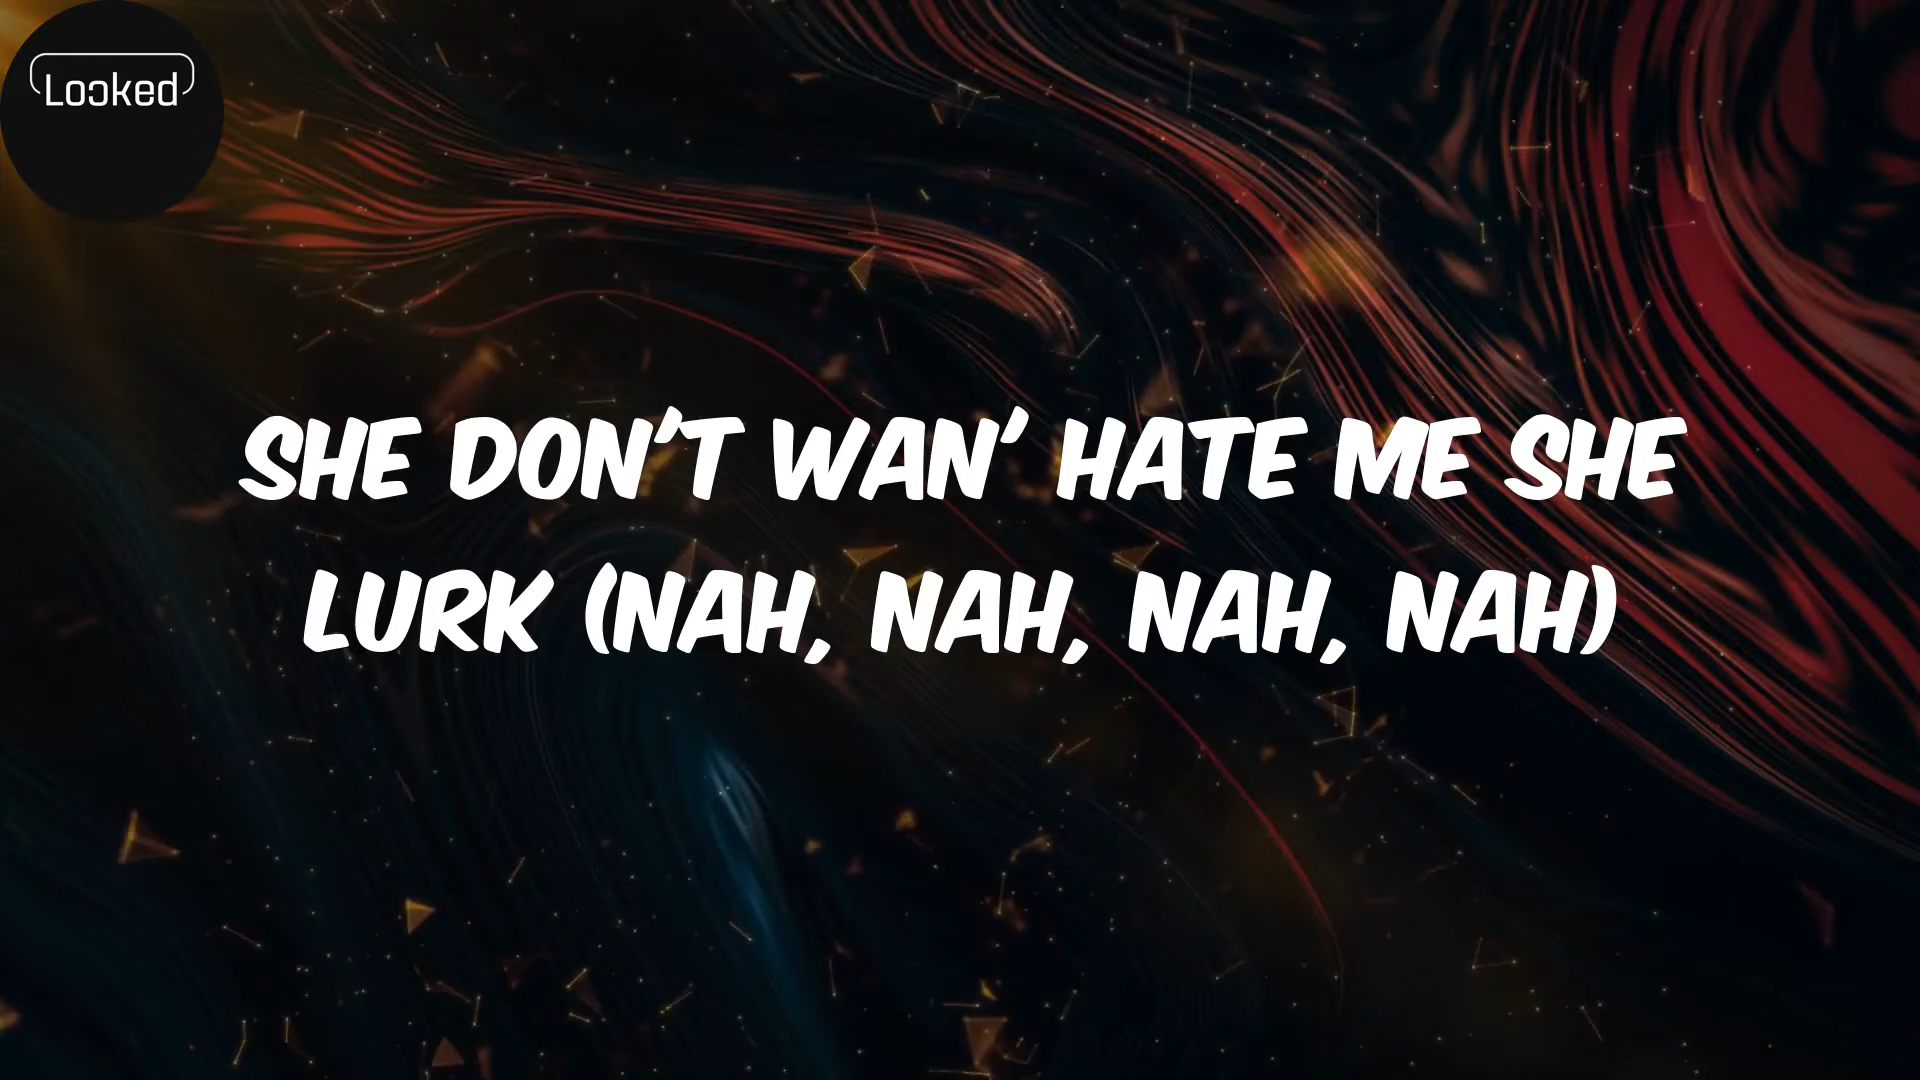 Looked
SHE DON'T WAN' HATE ME SHE
LURK (NAH, NAH, NAH, NAH)